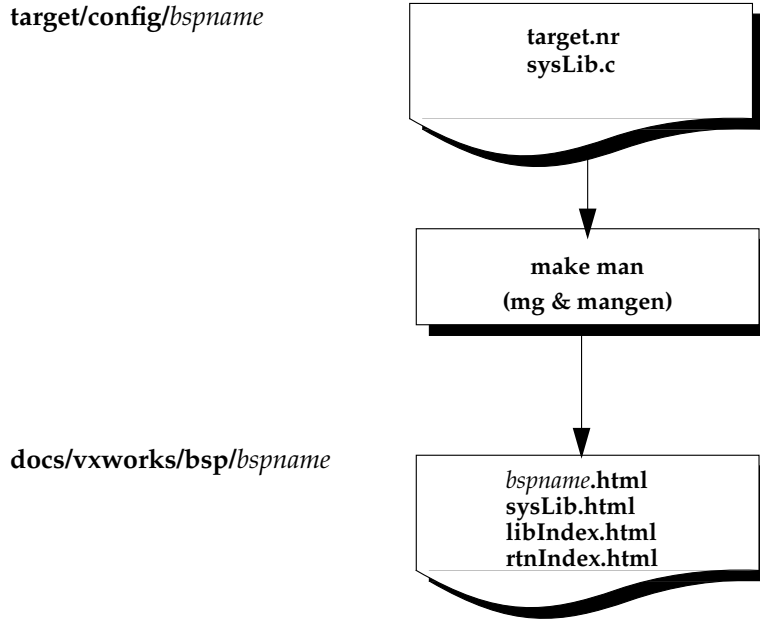 target/config/bspname
target.nr
sysLib.c
make man
(mg & mangen)
docs/vxworks/bsp/bspname
bspname.html
sysLib.html
libIndex.html
rtnIndex.html